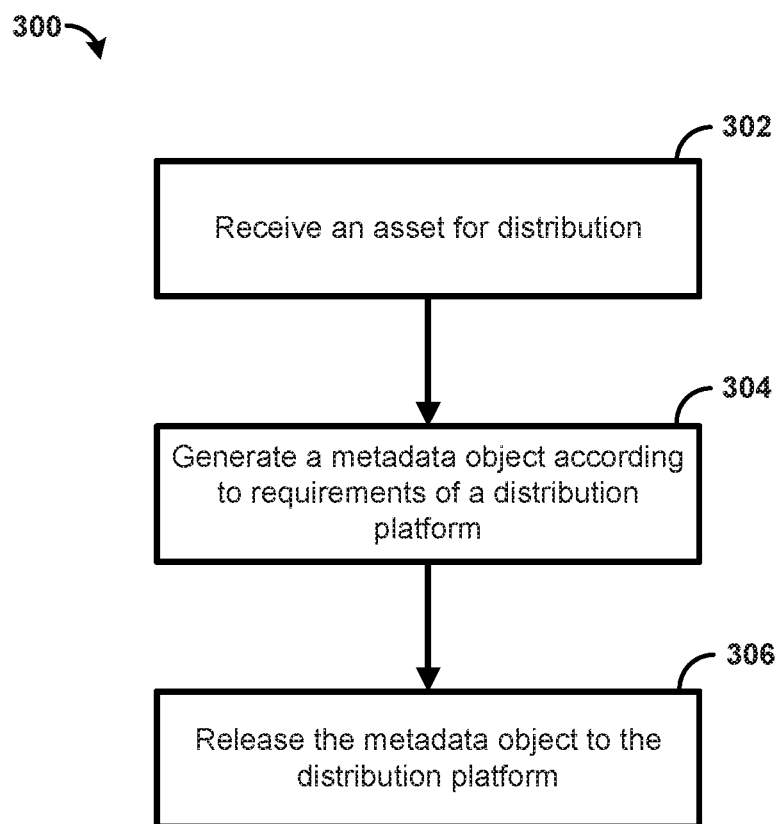 300
302
Receive an asset for distribution
304
Generate a metadata object according
to requirements of a distribution
platform
306
Release the metadata object to the
distribution platform